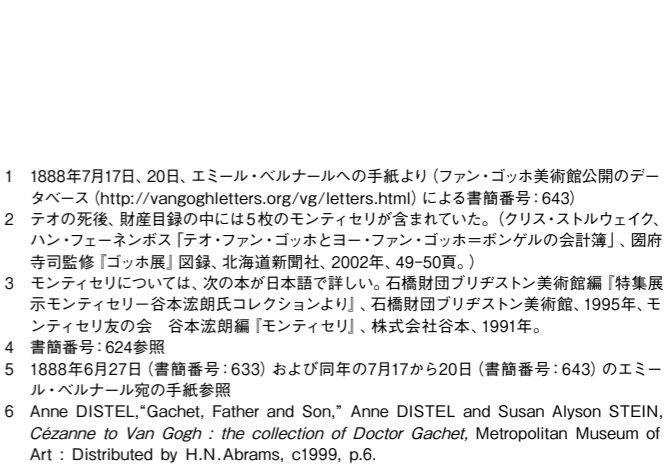 1 1888年7月17日、20日、エミール・ベルナールへの手紙より（ファン・ゴッホ美術館公開のデー
タベース（http://vangoghletters.org/vg/letters.html）による書簡番号：643）
2 テオの死後、財産目録の中には5枚のモンティセリが含まれていた。（クリス・ストルウェイク、
ハン・フェーネンボス「テオ・ファン・ゴッホとヨー・ファン・ゴッホ＝ボンゲルの会計簿」、圀府
寺司監修『ゴッホ展』図録、北海道新聞社、2002年、49-50頁。）
3 モンティセリについては、次の本が日本語で詳しい。石橋財団ブリヂストン美術館編『特集展
示モンティセリー谷本浤朗氏コレクションより』、石橋財団ブリヂストン美術館、1995年、モ
ンティセリ友の会　谷本浤朗編『モンティセリ』、株式会社谷本、1991年。
4 書簡番号：624参照
5 1888年6月27日（書簡番号：633）および同年の7月17から20日（書簡番号：643）のエミー
ル・ベルナール宛の手紙参照
6 Anne DISTEL,“Gachet, Father and Son,” Anne DISTEL and Susan Alyson STEIN,
Cézanne to Van Gogh : the collection of Doctor Gachet, Metropolitan Museum of
Art : Distributed by H.N.Abrams, c1999, p.6.